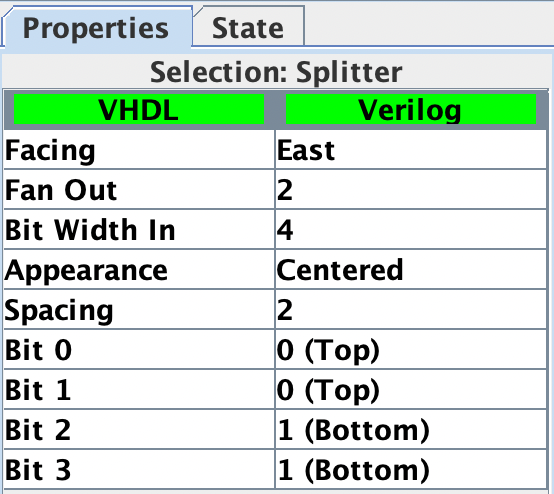 Properties State
Selection: Splitter
VHDL Verilog
Facing East
Fan Out 2
Bit Width In 4
Appearance Centered
Spacing 2
Bit 0 0 (Top)
Bit 1 0 (Top)
Bit 2 1 (Bottom)
Bit 3 1 (Bottom)